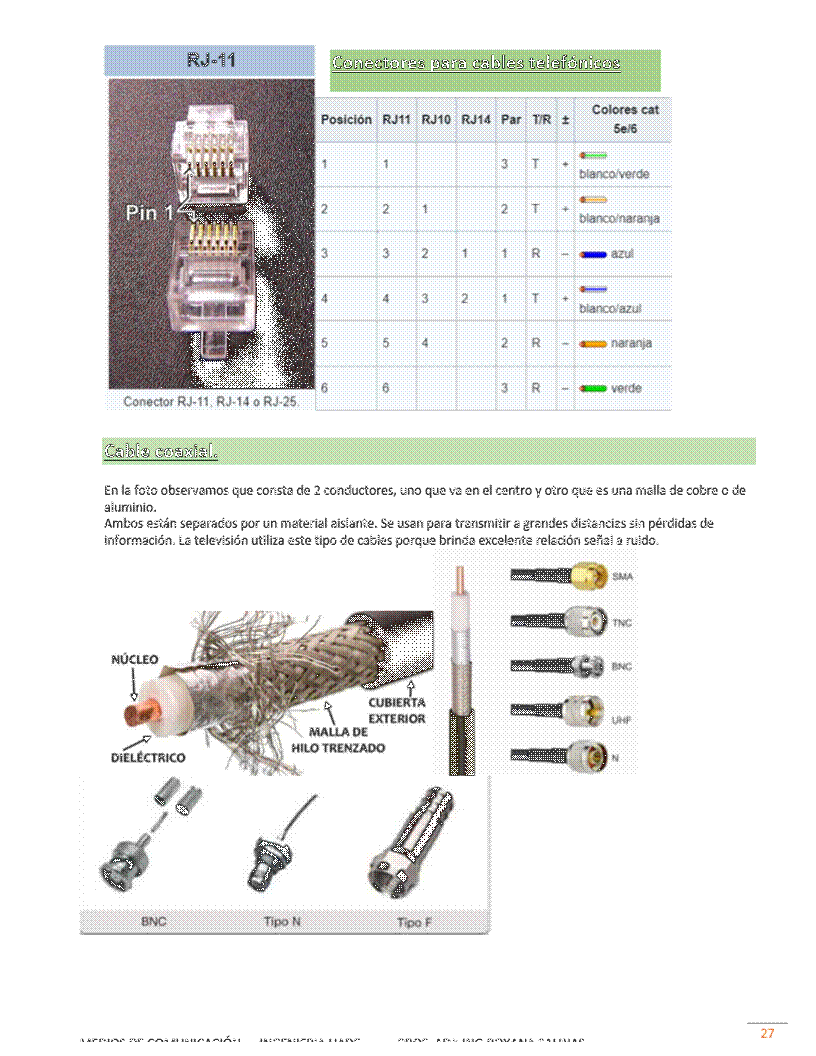 RJ-11
Conectores para cables telefónicos
Pin 1
Conector RJ-11, RJ-14 o RJ-25.
Posición RJ11 RJ10 RJ14 Par T/R ± Colores cat 5e/6
1 1 3 T + blanco/verde
2 2 1 2 T + blanco/naranja
3 3 2 1 1 R – azul
4 4 3 2 1 T + blanco/azul
5 5 4 2 R – naranja
6 6 3 R – verde
Cable coaxial.
En la foto observamos que consta de 2 conductores, uno que va en el centro y otro que es una malla de cobre o de
aluminio.
Ambos están separados por un material aislante. Se usan para transmitir a grandes distancias sin pérdidas de
información. La televisión utiliza este tipo de cables porque brinda excelente relación señal a ruido.
NÚCLEO
DIELÉCTRICO
MALLA DE
HILO TRENZADO
CUBIERTA
EXTERIOR
SMA
TNC
BNC
UHF
N
BNC
Tipo N
Tipo F
27
MEDIOS DE COMUNICACIÓN